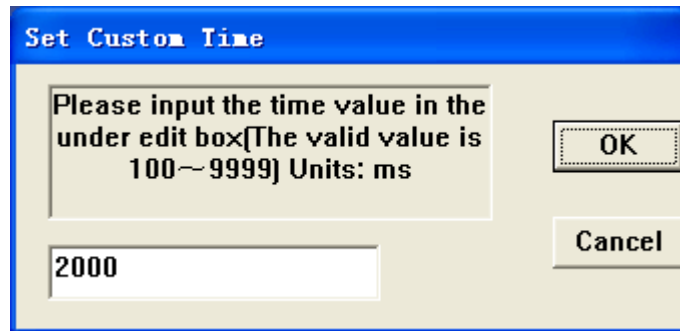 Set Custom Time
Please input the time value in the
under edit box(The valid value is
100～9999) Units: ms
OK
2000
Cancel